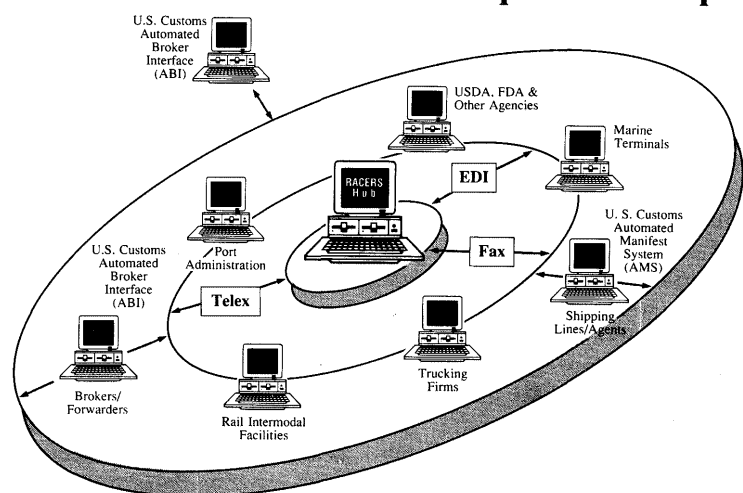 U.S. Customs
Automated
Broker
Interface
(ABI)
USDA, FDA &
Other Agencies
Marine
Terminals
EDI
RACERS
Hub
U.S. Customs
Automated
Broker
Interface
(ABI)
Port
Administration
Fax
U. S. Customs
Automated
Manifest
System
(AMS)
Telex
Shipping
Lines/Agents
Trucking
Firms
Brokers/
Forwarders
Rail Intermodal
Facilities